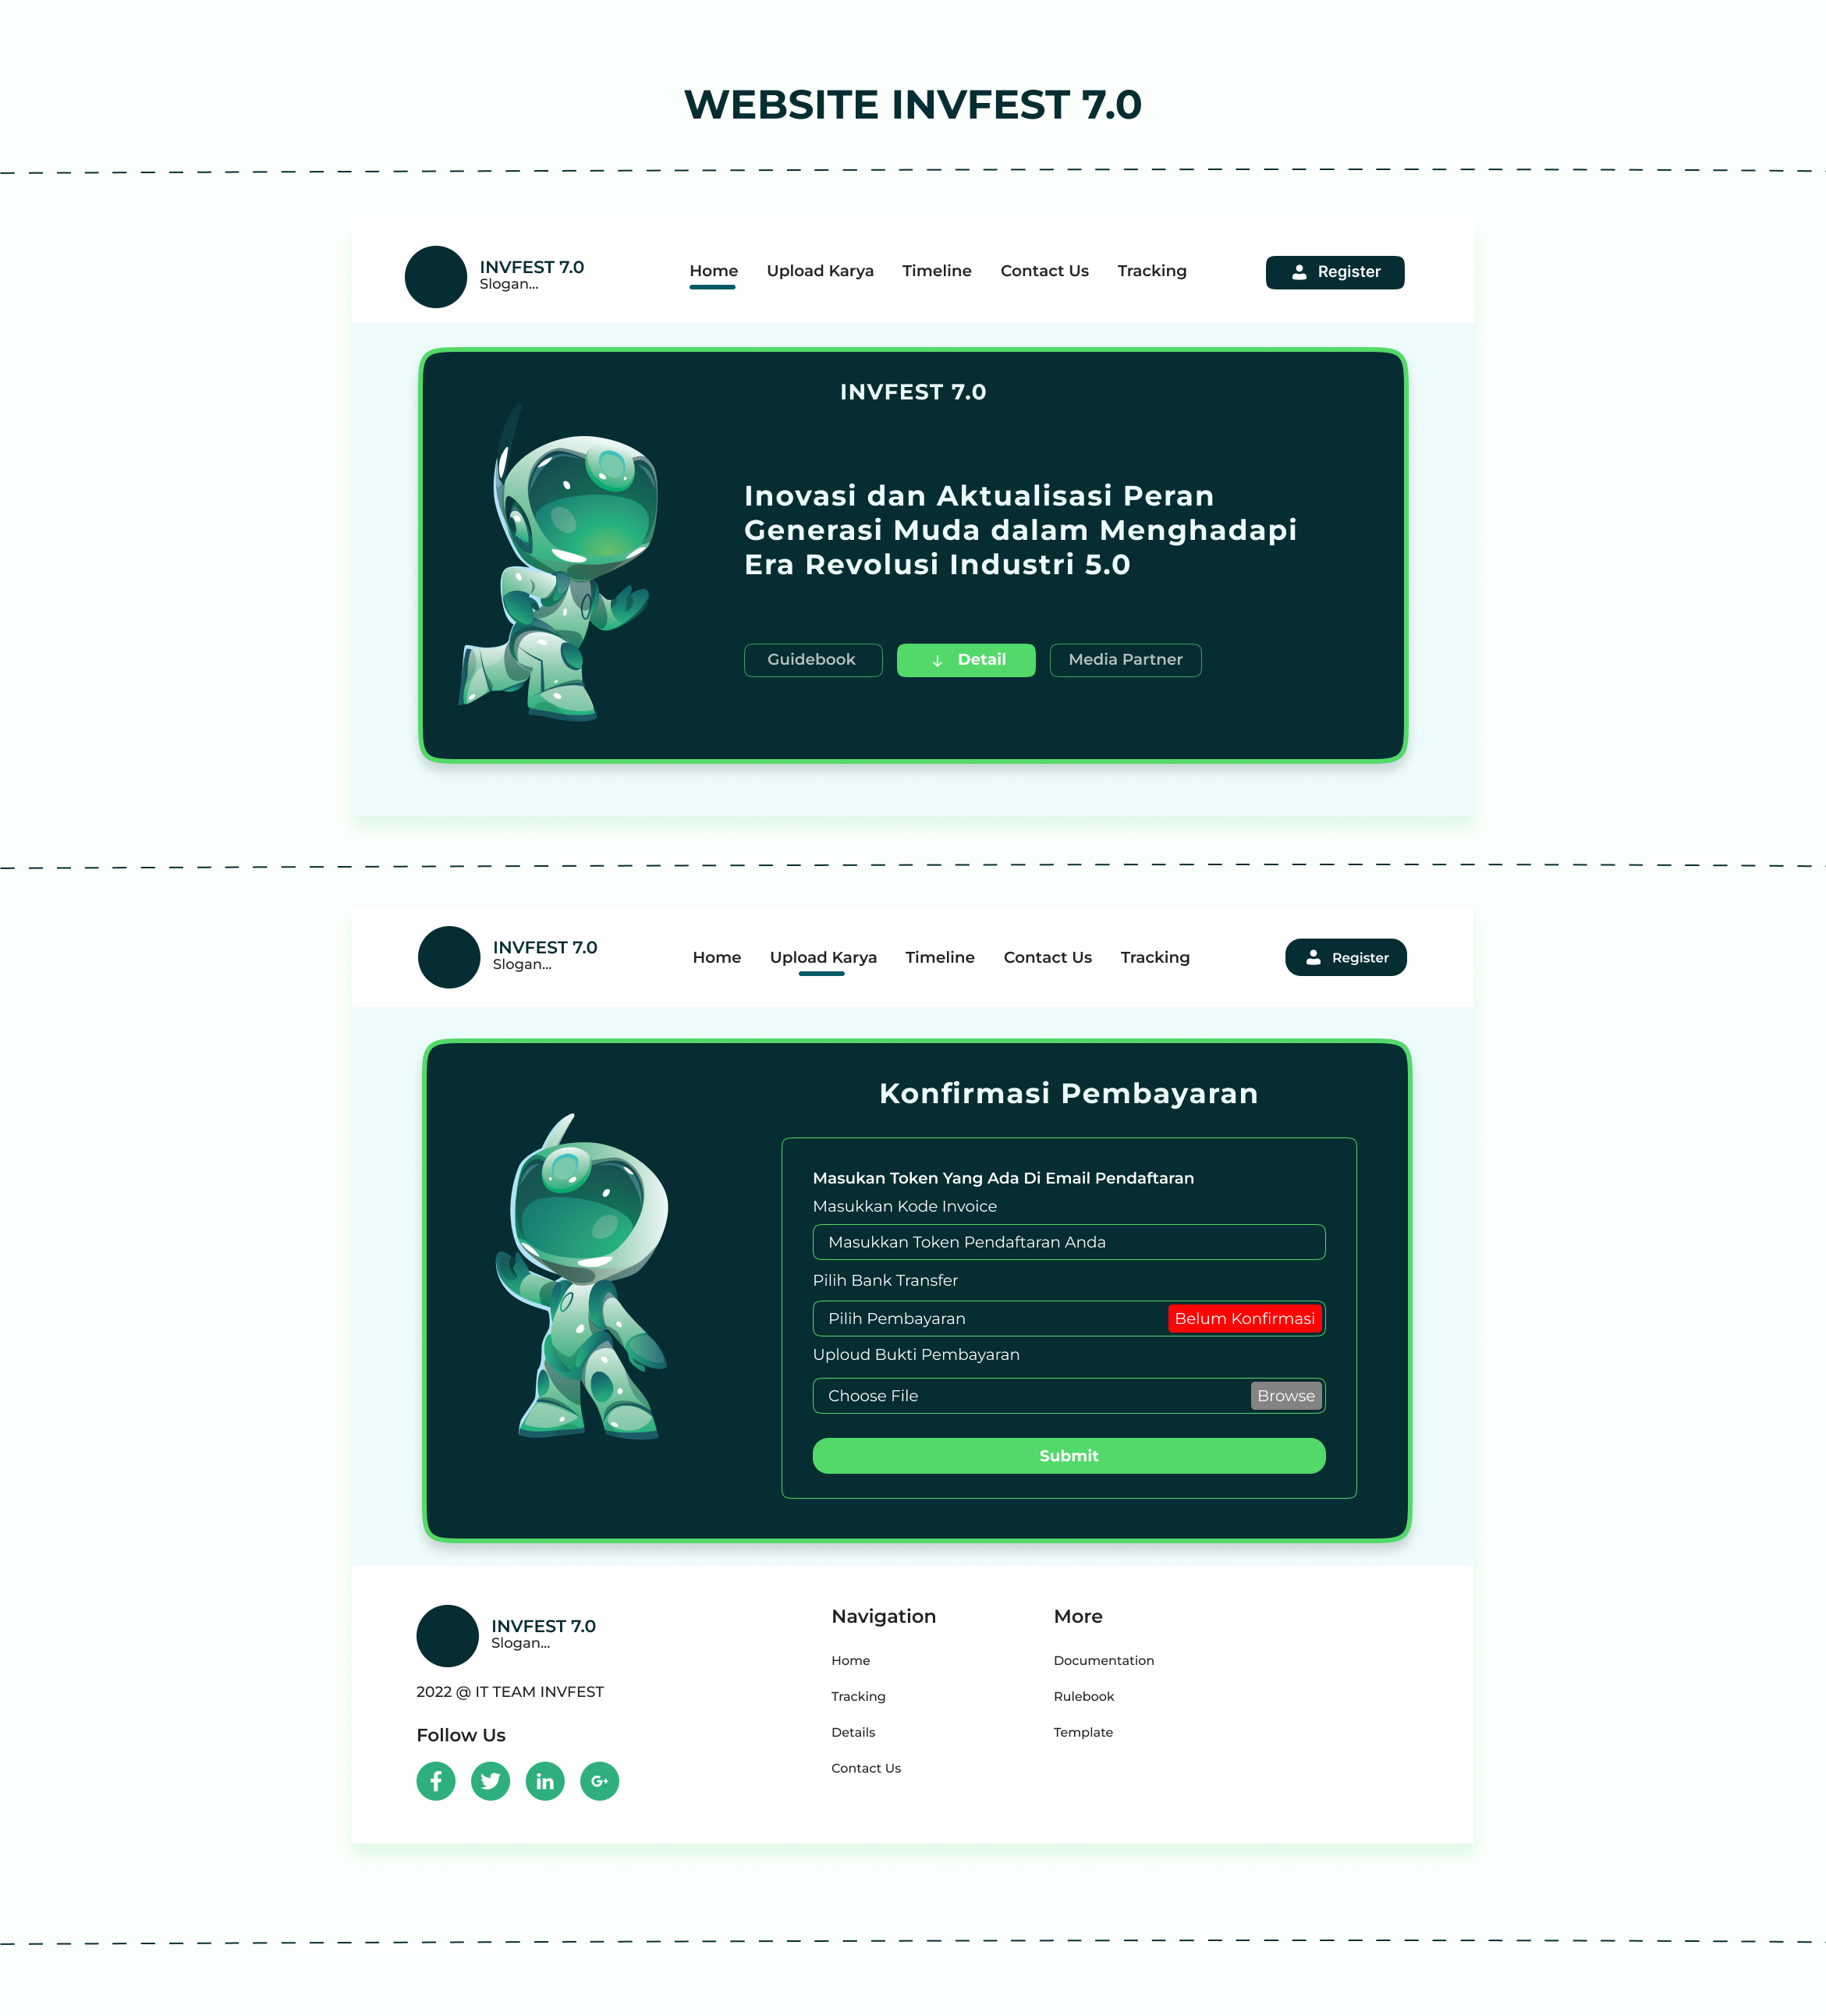 WEBSITE INVFEST 7.0
INVFEST 7.0
Slogan...
Home Upload Karya Timeline Contact Us Tracking
Register
INVFEST 7.0
Inovasi dan Aktualisasi Peran
Generasi Muda dalam Menghadapi
Era Revolusi Industri 5.0
Guidebook
Detail
Media Partner
INVFEST 7.0
Slogan...
Home Upload Karya Timeline Contact Us Tracking
Register
Konfirmasi Pembayaran
Masukan Token Yang Ada Di Email Pendaftaran
Masukkan Kode Invoice
Masukkan Token Pendaftaran Anda
Pilih Bank Transfer
Pilih Pembayaran Belum Konfirmasi
Uploud Bukti Pembayaran
Choose File Browse
Submit
INVFEST 7.0
Slogan...
2022 @ IT TEAM INVFEST
Follow Us
f
in
G+
Navigation
Home
Tracking
Details
Contact Us
More
Documentation
Rulebook
Template